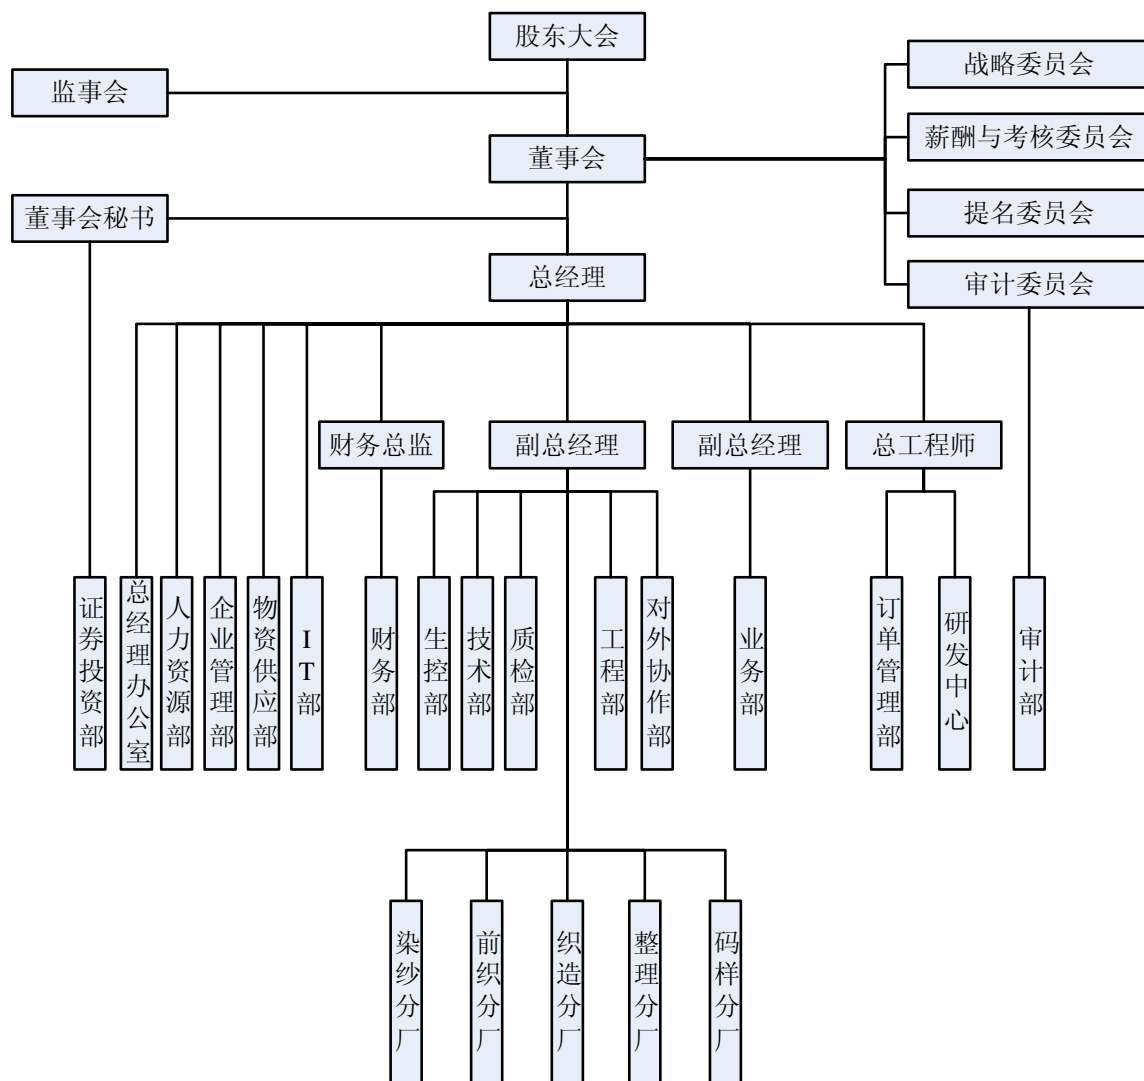 股东大会
战略委员会
监事会
薪酬与考核委员会
董事会
提名委员会
董事会秘书
总经理
审计委员会
财务总监
副总经理
副总经理
总工程师
证券投资部
总经理办公室
人力资源部
企业管理部
物资供应部
IT部
财务部
生控部
技术部
质检部
工程部
对外协作部
业务部
订单管理部
研发中心
审计部
染纱分厂
前织分厂
织造分厂
整理分厂
码样分厂